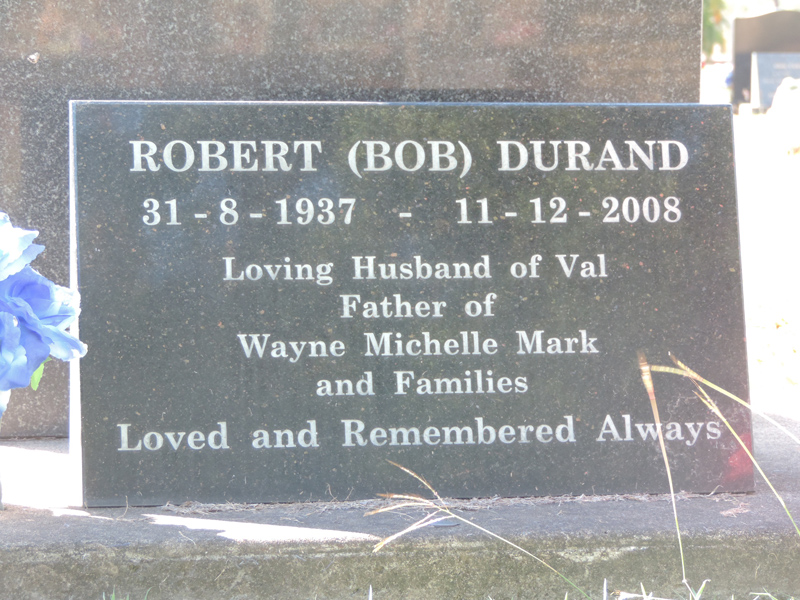 ROBERT (BOB) DURAND
31 - 8 - 1937 - 11 - 12 - 2008
Loving Husband of Val
Father of
Wayne Michelle Mark
and Families
Loved and Remembered Always